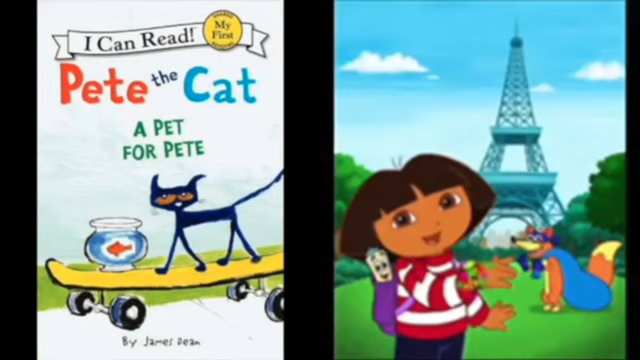 I Can Read!
My
First
Pete the Cat
A PET
FOR PETE
By James Dean